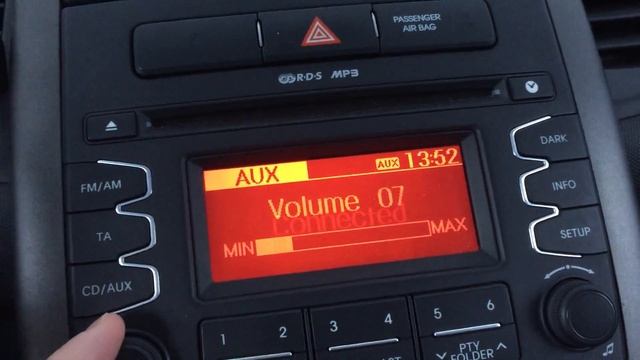 PASSENGER
AIR BAG
R·D·S MP3
DARK
FM/AM
AUX AUX 13:52
INFO
Volume 07
Connected
TA
SETUP
MIN MAX
CD/AUX
1 2 3 4 5 6
PTY
FOLDER